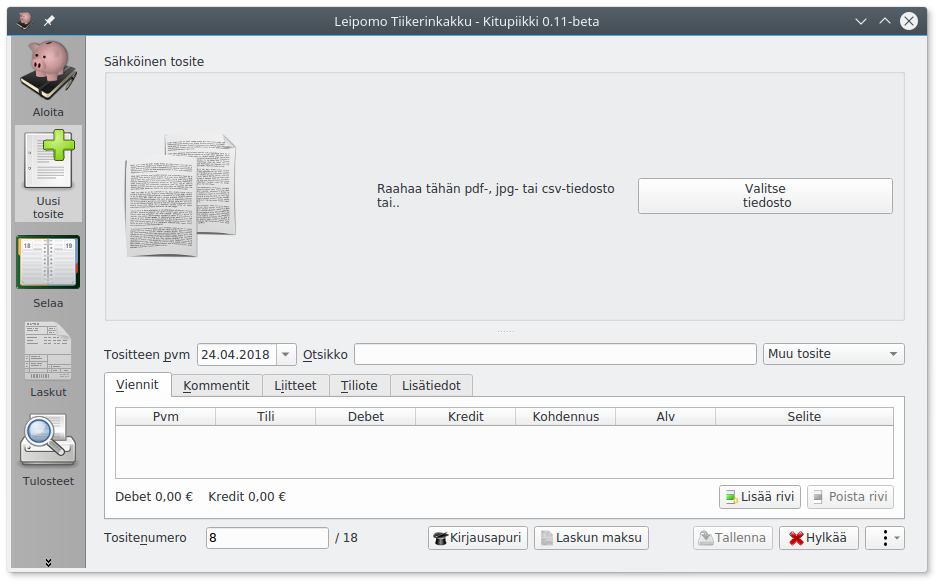 Leipomo Tiikerinkakku - Kitupiikki 0.11-beta
Aloita
Uusi
tosite
18 19
Selaa
Laskut
Tulosteet
Sähköinen tosite
Raahaa tähän pdf-, jpg- tai csv-tiedosto
tai..
Valitse
tiedosto
Tositteen pvm 24.04.2018 Otsikko Muu tosite
Viennit Kommentit Liitteet Tiliote Lisätiedot
Pvm Tili Debet Kredit Kohdennus Alv Selite
Debet 0,00 € Kredit 0,00 € Lisää rivi Poista rivi
Tositenumero 8 / 18 Kirjausapuri Laskun maksu Tallenna Hylkää